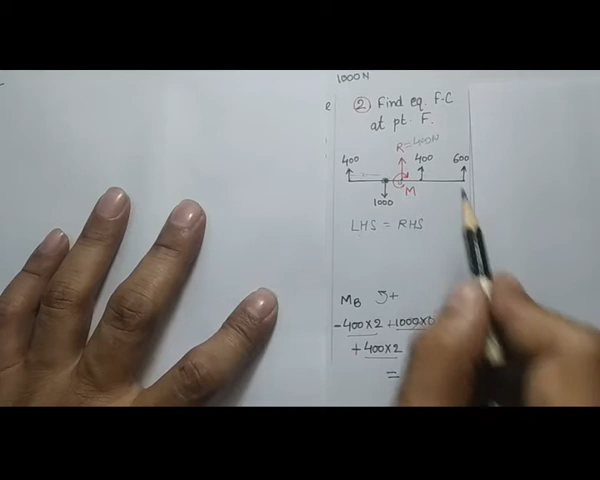 1000N
② Find eq. F-C
at pt. F.
R=400N
400 400 600
M
1000
LHS = RHS
MB +
-400×2 +1000×0
+400×2
=